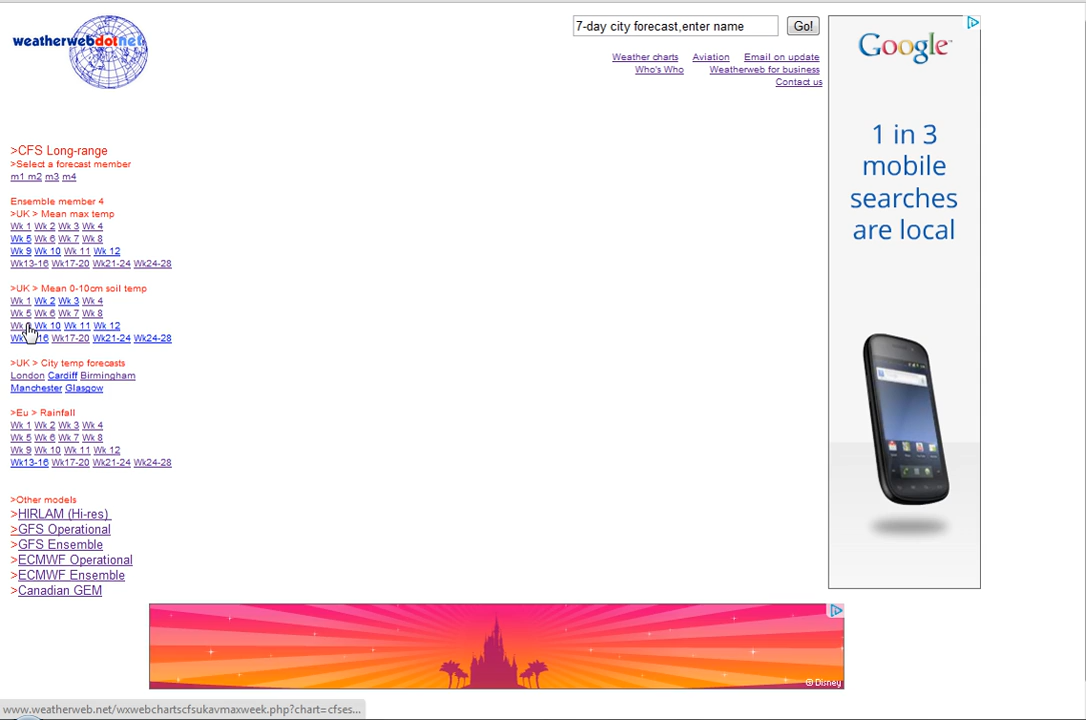 weatherwebdotnet
7-day city forecast,enter name Go!
Weather charts Aviation Email on update
Who's Who Weatherweb for business
Contact us
>CFS Long-range
>Select a forecast member
m1 m2 m3 m4
Ensemble member 4
>UK > Mean max temp
Wk 1 Wk 2 Wk 3 Wk 4
Wk 5 Wk 6 Wk 7 Wk 8
Wk 9 Wk 10 Wk 11 Wk 12
Wk13-16 Wk17-20 Wk21-24 Wk24-28
>UK > Mean 0-10cm soil temp
Wk 1 Wk 2 Wk 3 Wk 4
Wk 5 Wk 6 Wk 7 Wk 8
Wk Wk 10 Wk 11 Wk 12
Wk17-20 Wk21-24 Wk24-28
>UK > City temp forecasts
London Cardiff Birmingham
Manchester Glasgow
>Eu > Rainfall
Wk 1 Wk 2 Wk 3 Wk 4
Wk 5 Wk 6 Wk 7 Wk 8
Wk 9 Wk 10 Wk 11 Wk 12
Wk13-16 Wk17-20 Wk21-24 Wk24-28
>Other models
>HIRLAM (Hi-res)
>GFS Operational
>GFS Ensemble
>ECMWF Operational
>ECMWF Ensemble
>Canadian GEM
Google
1 in 3
mobile
searches
are local
© Disney
www.weatherweb.net/wxwebchartscfsukavmaxweek.php?chart=cfses...